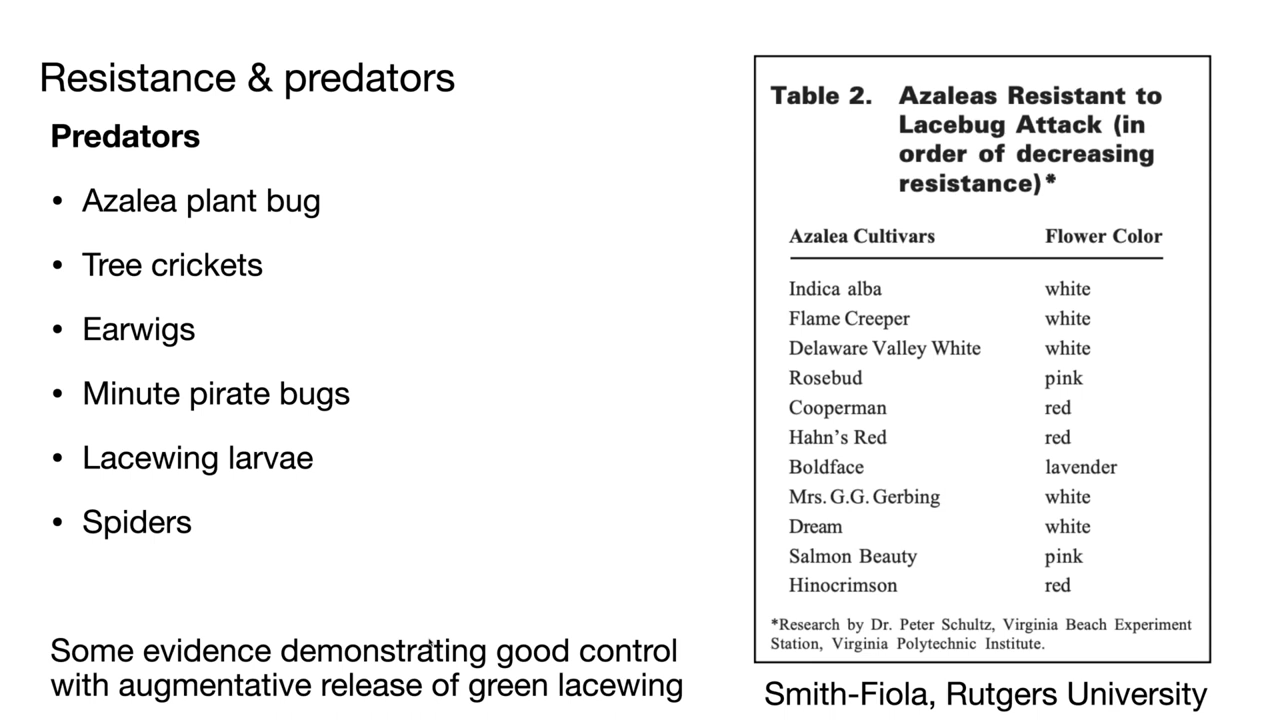 Resistance & predators
Predators
• Azalea plant bug
• Tree crickets
• Earwigs
• Minute pirate bugs
• Lacewing larvae
• Spiders
Some evidence demonstrating good control
with augmentative release of green lacewing
Table 2. Azaleas Resistant to
Lacebug Attack (in
order of decreasing
resistance)*
Azalea Cultivars Flower Color
Indica alba white
Flame Creeper white
Delaware Valley White white
Rosebud pink
Cooperman red
Hahn's Red red
Boldface lavender
Mrs. G.G. Gerbing white
Dream white
Salmon Beauty pink
Hinocrimson red
*Research by Dr. Peter Schultz, Virginia Beach Experiment
Station, Virginia Polytechnic Institute.
Smith-Fiola, Rutgers University